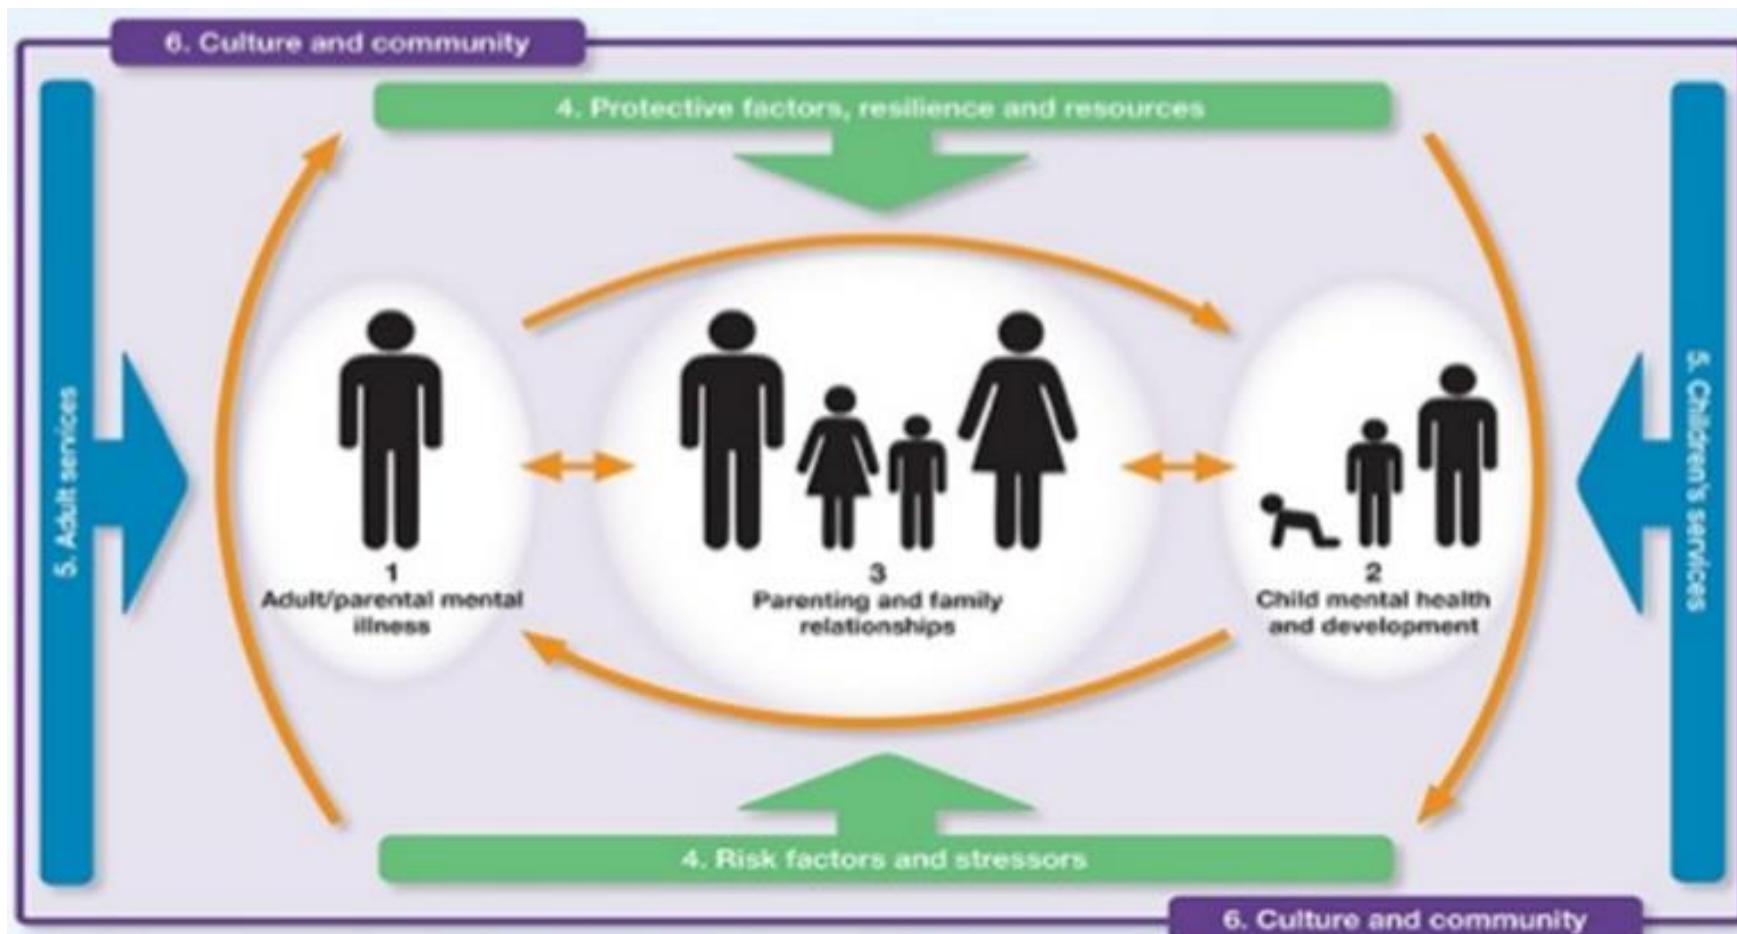 6. Culture and community
4. Protective factors, resilience and resources
5. Adult services
5. Children's services
1
Adult/parental mental
illness
3
Parenting and family
relationships
2
Child mental health
and development
4. Risk factors and stressors
6. Culture and community